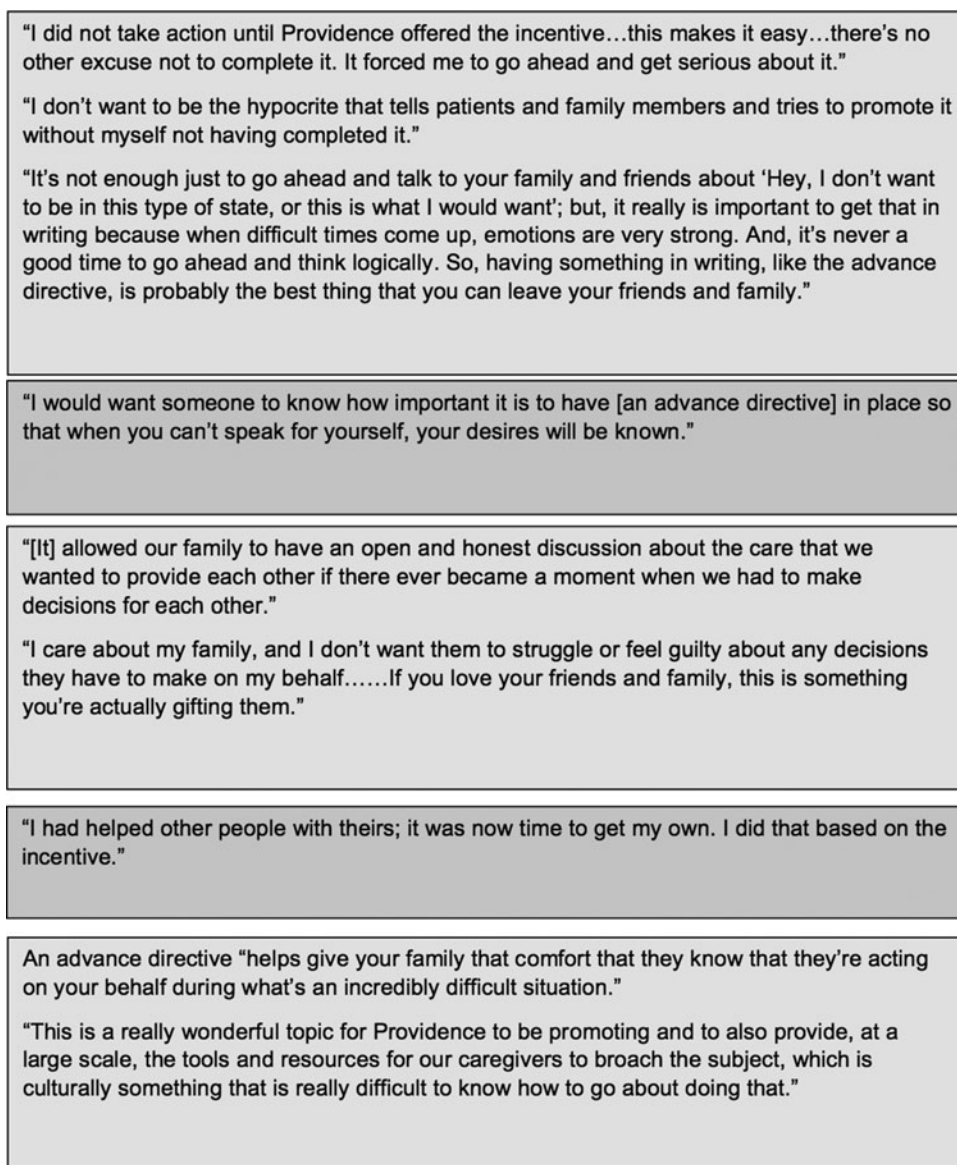 “I did not take action until Providence offered the incentive…this makes it easy…there’s no
other excuse not to complete it. It forced me to go ahead and get serious about it.”
“I don’t want to be the hypocrite that tells patients and family members and tries to promote it
without myself not having completed it.”
“It’s not enough just to go ahead and talk to your family and friends about ‘Hey, I don’t want
to be in this type of state, or this is what I would want’; but, it really is important to get that in
writing because when difficult times come up, emotions are very strong. And, it’s never a
good time to go ahead and think logically. So, having something in writing, like the advance
directive, is probably the best thing that you can leave your friends and family.”
“I would want someone to know how important it is to have [an advance directive] in place so
that when you can’t speak for yourself, your desires will be known.”
“[It] allowed our family to have an open and honest discussion about the care that we
wanted to provide each other if there ever became a moment when we had to make
decisions for each other.”
“I care about my family, and I don’t want them to struggle or feel guilty about any decisions
they have to make on my behalf……If you love your friends and family, this is something
you’re actually gifting them.”
“I had helped other people with theirs; it was now time to get my own. I did that based on the
incentive.”
An advance directive “helps give your family that comfort that they know that they’re acting
on your behalf during what’s an incredibly difficult situation.”
“This is a really wonderful topic for Providence to be promoting and to also provide, at a
large scale, the tools and resources for our caregivers to broach the subject, which is
culturally something that is really difficult to know how to go about doing that.”